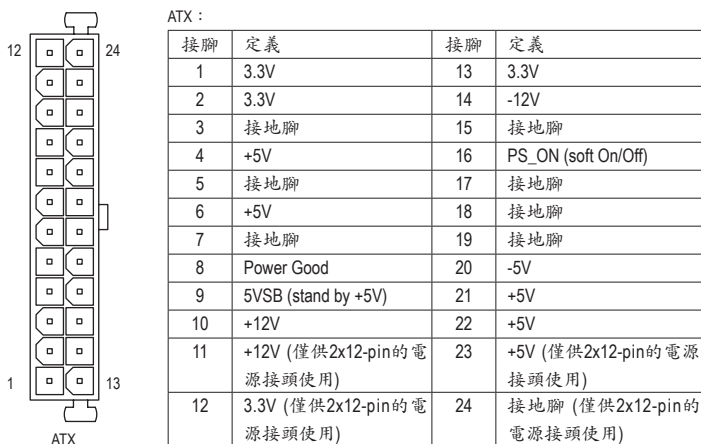 ATX：
12
24
1
13
ATX
接腳 定義 接腳 定義
1 3.3V 13 3.3V
2 3.3V 14 -12V
3 接地腳 15 接地腳
4 +5V 16 PS_ON (soft On/Off)
5 接地腳 17 接地腳
6 +5V 18 接地腳
7 接地腳 19 接地腳
8 Power Good 20 -5V
9 5VSB (stand by +5V) 21 +5V
10 +12V 22 +5V
11 +12V (僅供2x12-pin的電 23 +5V (僅供2x12-pin的電源
源接頭使用) 接頭使用)
12 3.3V (僅供2x12-pin的電 24 接地腳 (僅供2x12-pin的
源接頭使用) 電源接頭使用)